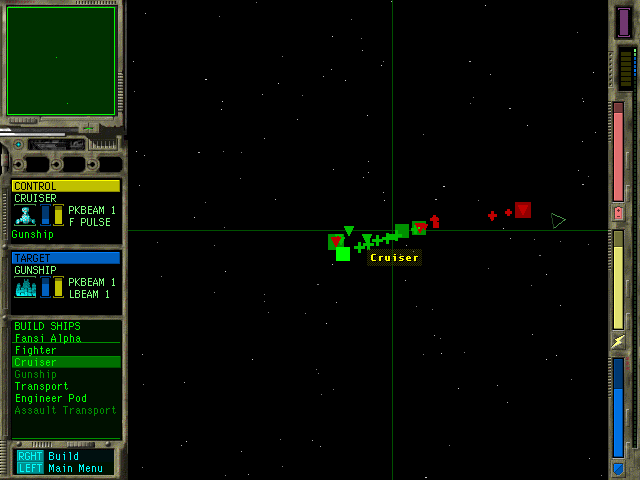 CONTROL
CRUISER
PKBEAM 1
F PULSE
Gunship
TARGET
GUNSHIP
PKBEAM 1
LBEAM 1
BUILD SHIPS
Fansi Alpha
Fighter
Cruiser
Gunship
Transport
Engineer Pod
Assault Transport
RGHT Build
LEFT Main Menu
Cruiser